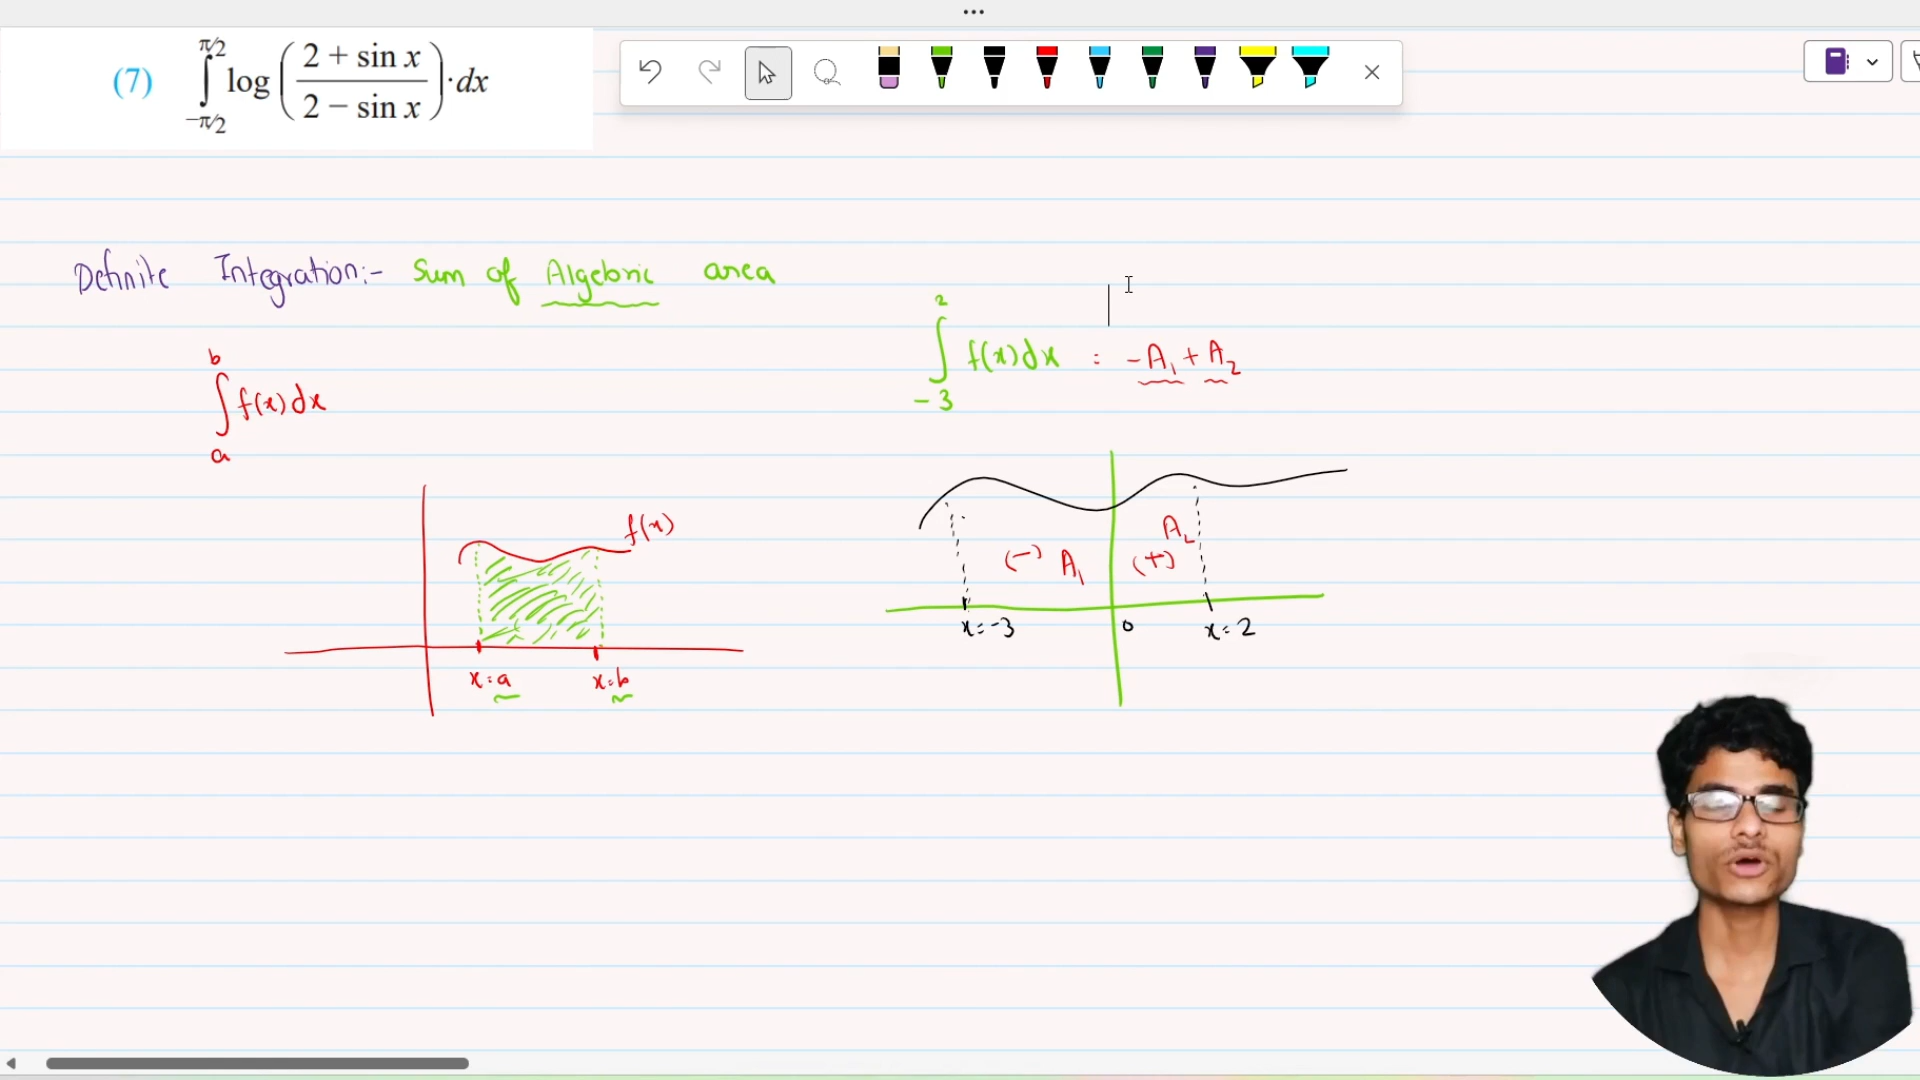 (7) ∫_{-π/2}^{π/2} log((2 + sin x)/(2 − sin x))·dx
Definite Integration:- Sum of Algebric area
∫_{-3}^{2} f(x)dx = -A₁ + A₂
∫_{a}^{b} f(x)dx
f(x)
x=a x=b
(-) A₁ A₂ (+)
x=-3 0 x=2